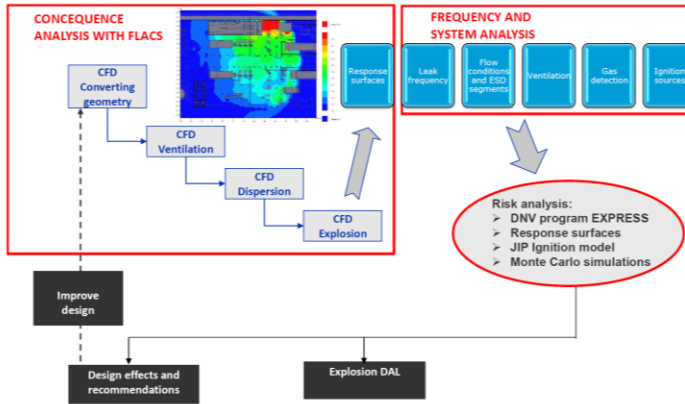 CONCEQUENCE
ANALYSIS WITH FLACS
FREQUENCY AND
SYSTEM ANALYSIS
CFD
Converting
geometry
CFD
Ventilation
CFD
Dispersion
CFD
Explosion
Response
surfaces
Leak
frequency
Flow
conditions
and ESD
segments
Ventilation
Gas
detection
Ignition
sources
Risk analysis:
➢ DNV program EXPRESS
➢ Response surfaces
➢ JIP Ignition model
➢ Monte Carlo simulations
Improve
design
Design effects and
recommendations
Explosion DAL